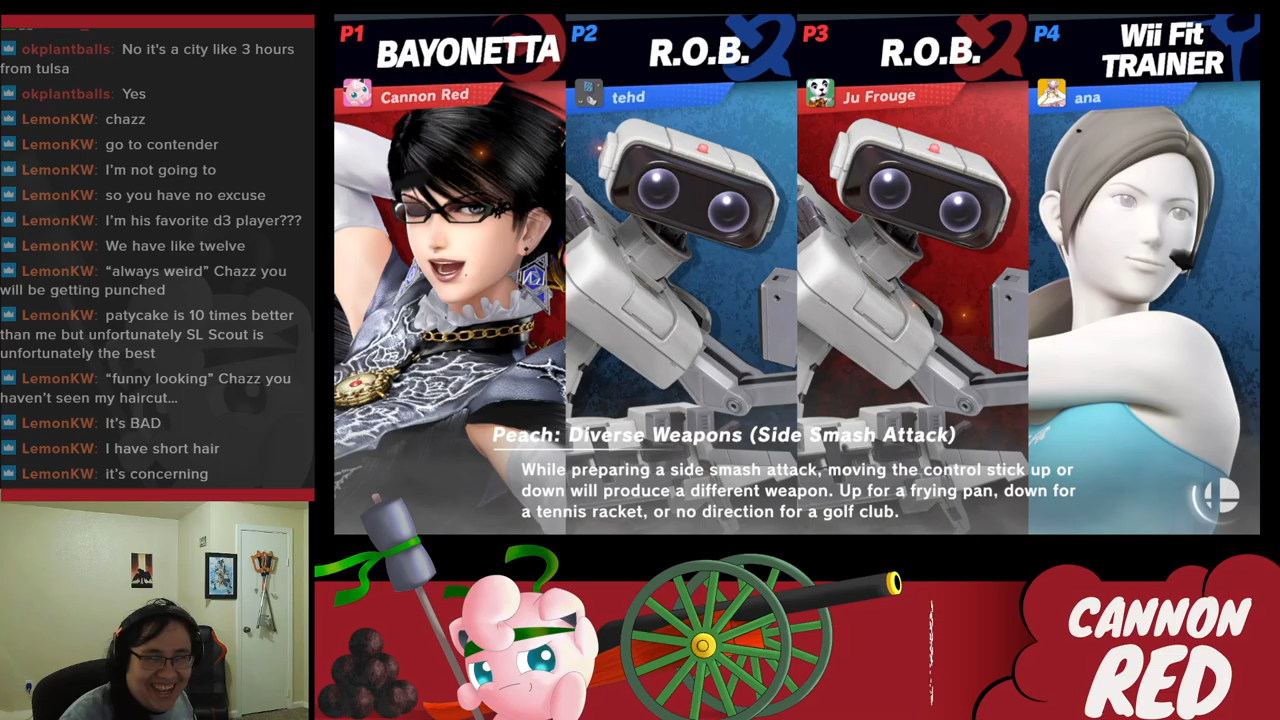 okplantballs: No it's a city like 3 hours
from tulsa
okplantballs: Yes
LemonKW: chazz
LemonKW: go to contender
LemonKW: I'm not going to
LemonKW: so you have no excuse
LemonKW: I'm his favorite d3 player???
LemonKW: We have like twelve
LemonKW: “always weird” Chazz you
will be getting punched
LemonKW: patycake is 10 times better
than me but unfortunately SL Scout is
unfortunately the best
LemonKW: “funny looking” Chazz you
haven't seen my haircut...
LemonKW: It's BAD
LemonKW: I have short hair
LemonKW: it's concerning
P1
BAYONETTA
Cannon Red
P2
R.O.B.
tehd
P3
R.O.B.
Ju Frouge
P4
Wii Fit
TRAINER
ana
Peach: Diverse Weapons (Side Smash Attack)
While preparing a side smash attack, moving the control stick up or
down will produce a different weapon. Up for a frying pan, down for
a tennis racket, or no direction for a golf club.
CANNON
RED